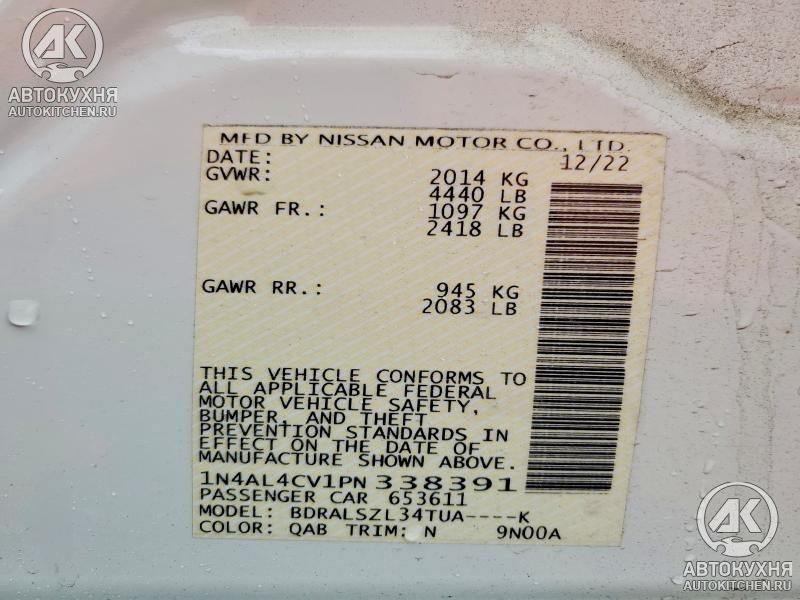 AK
АВТОКУХНЯ
AUTOKITCHEN.RU
MFD BY NISSAN MOTOR CO., LTD.
DATE: 12/22
GVWR: 2014 KG
4440 LB
GAWR FR.: 1097 KG
2418 LB
GAWR RR.: 945 KG
2083 LB
THIS VEHICLE CONFORMS TO
ALL APPLICABLE FEDERAL
MOTOR VEHICLE SAFETY,
BUMPER, AND THEFT
PREVENTION STANDARDS IN
EFFECT ON THE DATE OF
MANUFACTURE SHOWN ABOVE.
1N4AL4CV1PN338391
PASSENGER CAR 653611
MODEL: BDRALSZL34TUA----K
COLOR: QAB TRIM: N 9N00A
AK
АВТОКУХНЯ
AUTOKITCHEN.RU